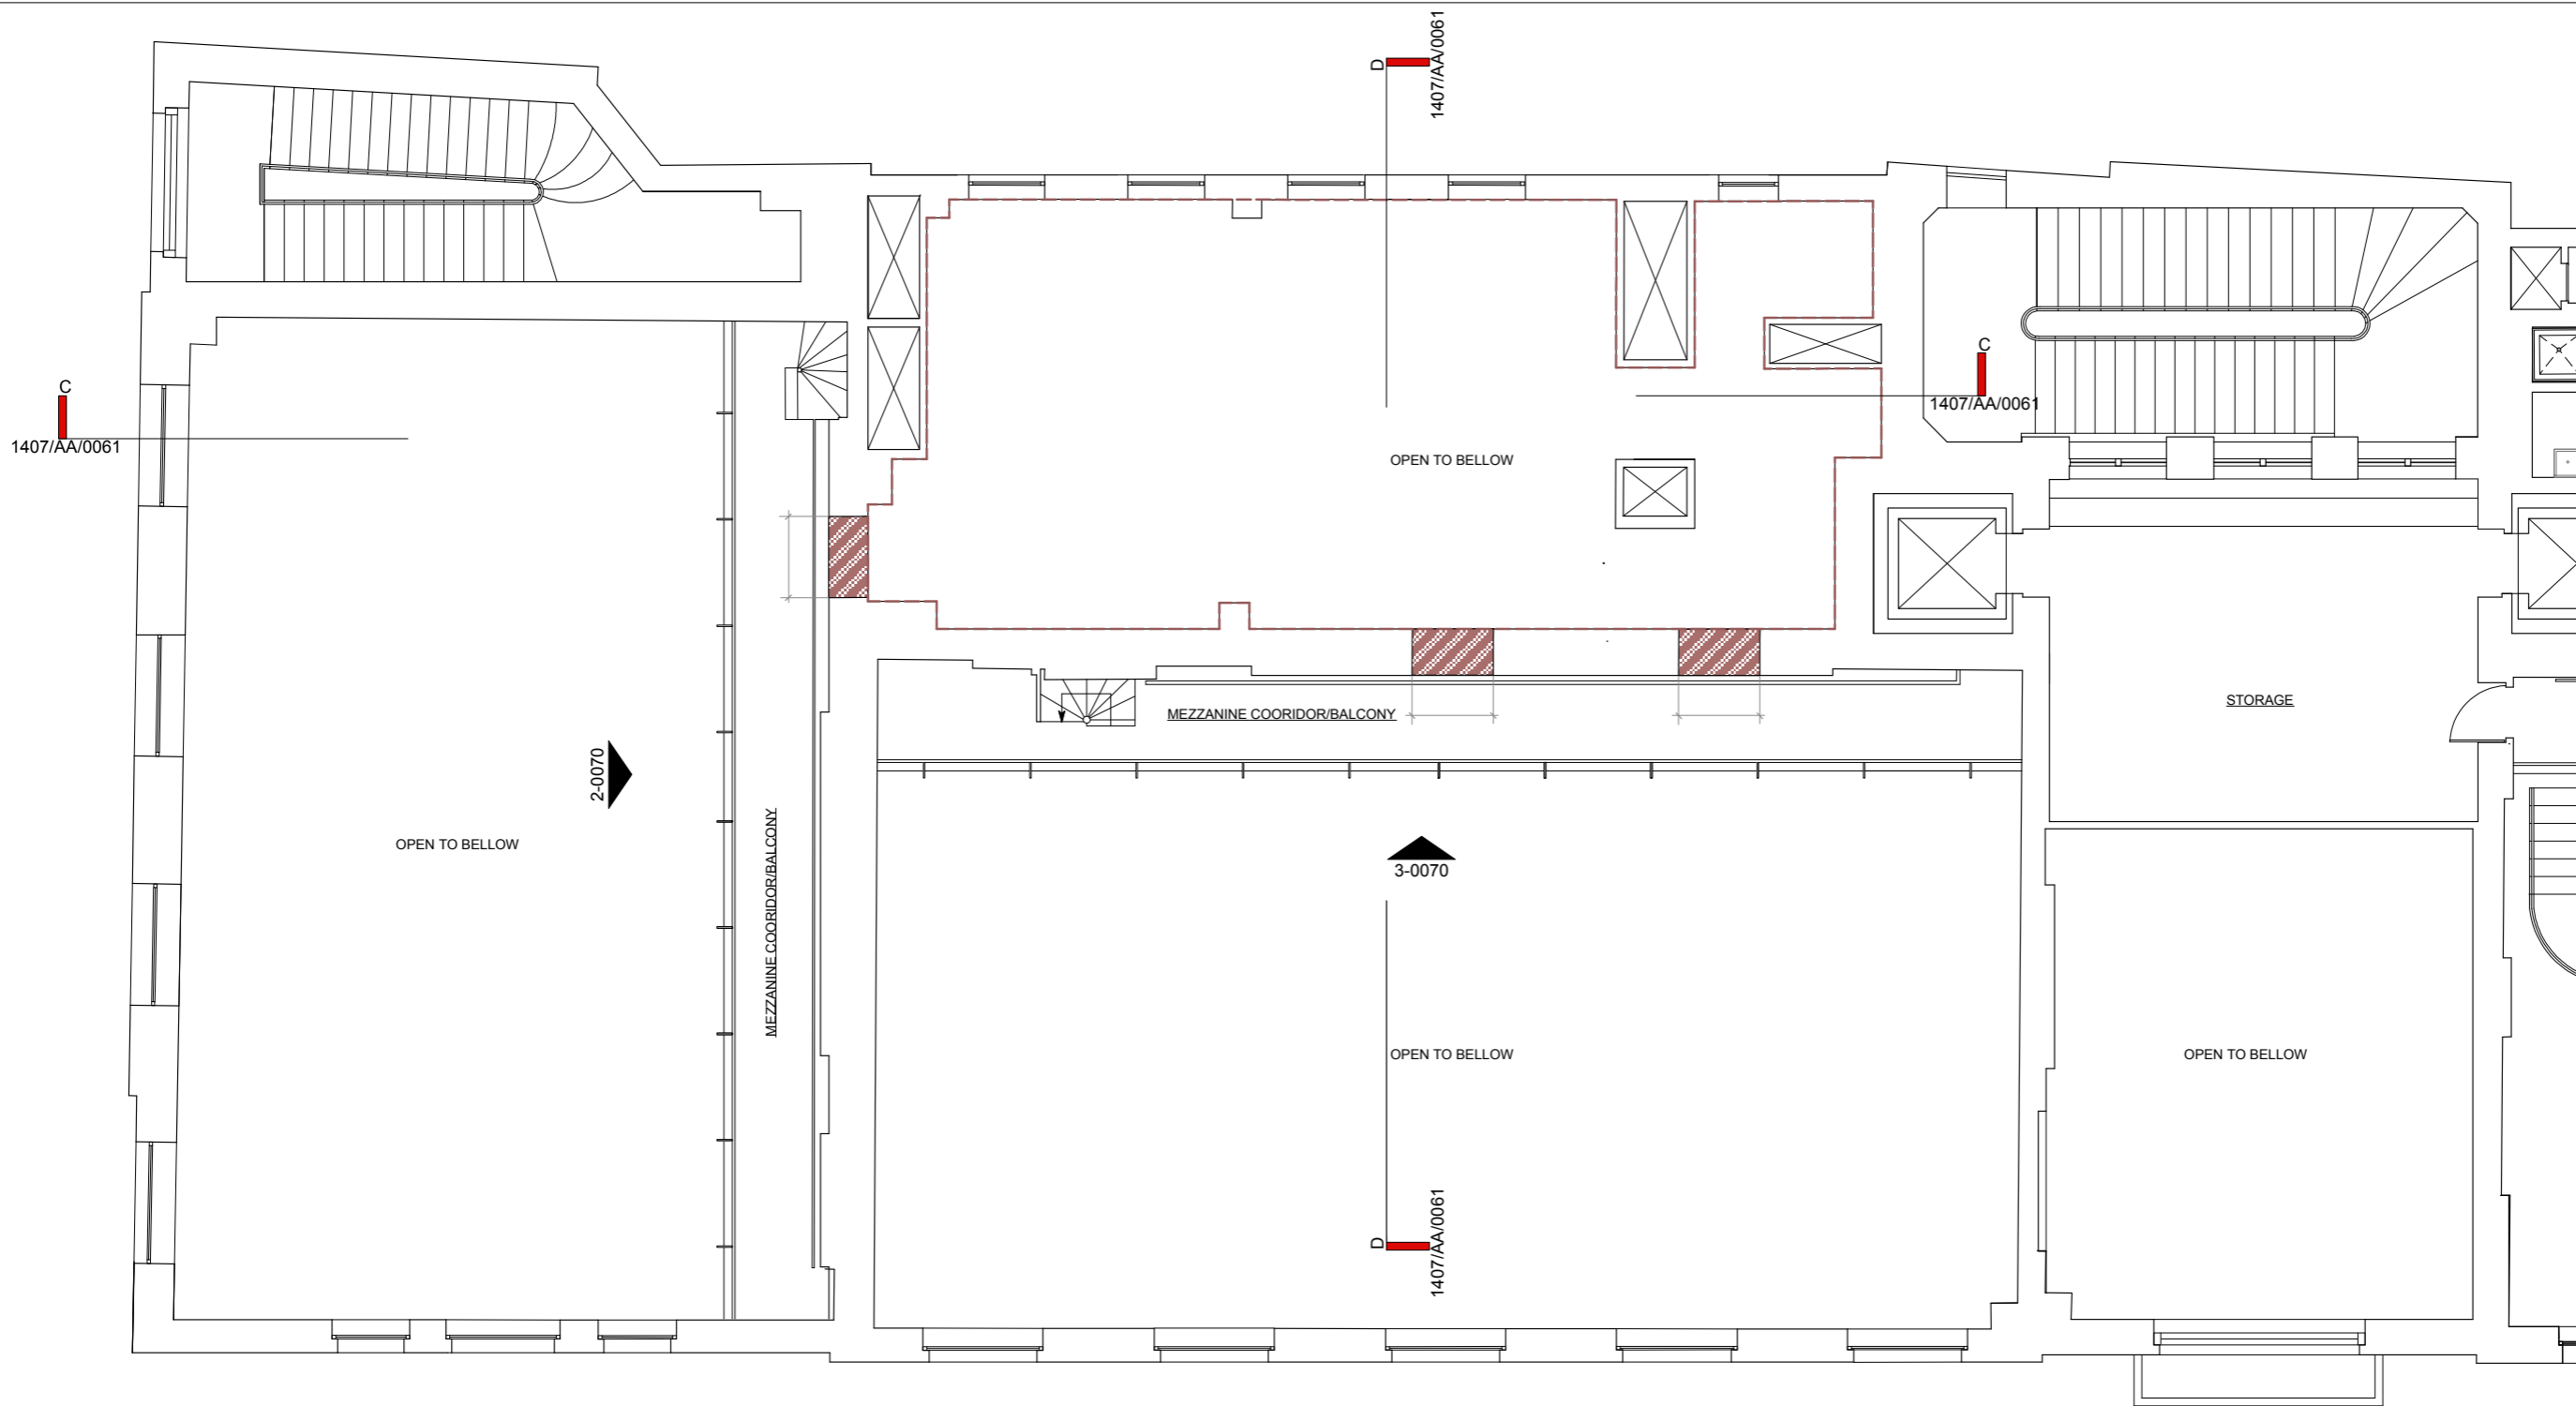 D
1407/AA/0061
C
1407/AA/0061
C
1407/AA/0061
OPEN TO BELLOW
STORAGE
MEZZANINE COORIDOR/BALCONY
2-0070
OPEN TO BELLOW
MEZZANINE COORIDOR/BALCONY
3-0070
OPEN TO BELLOW
OPEN TO BELLOW
D
1407/AA/0061